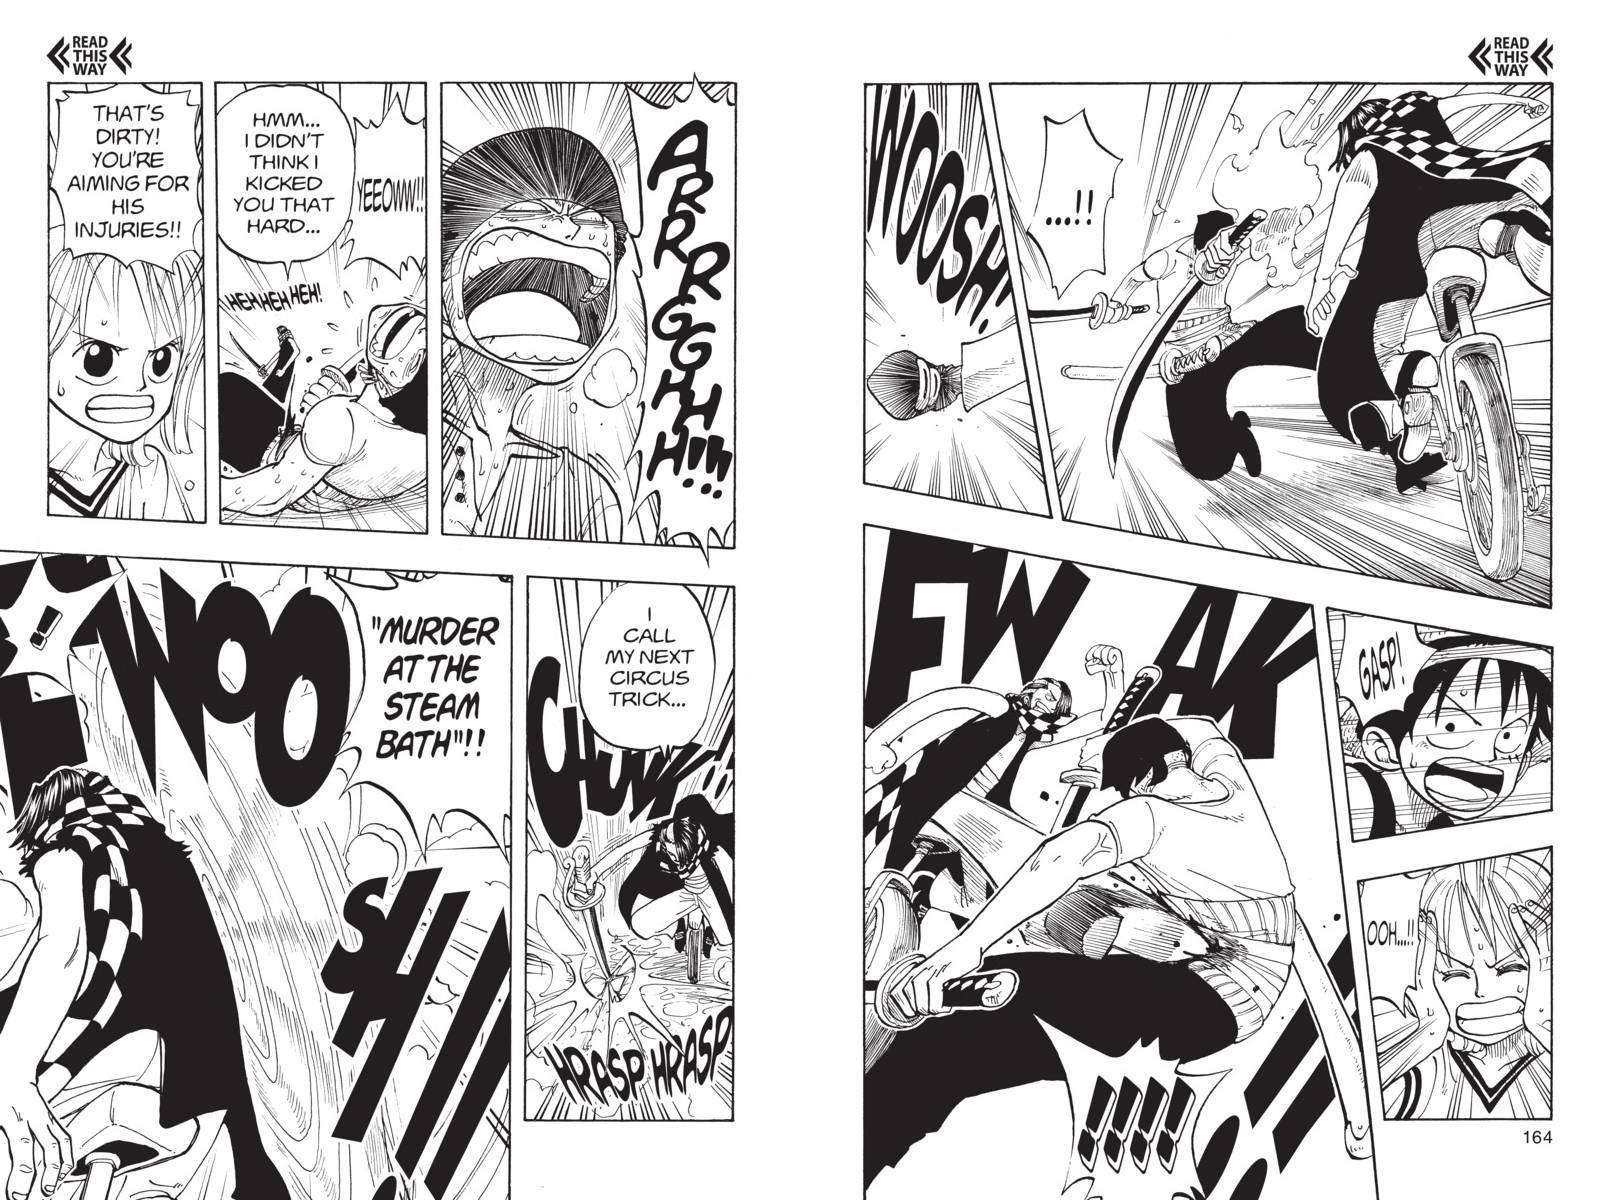 READ
THIS
WAY
...!!
WOOSH!
GASP!
FWAK!!
OOH...!!
!!!!
164
READ
THIS
WAY
ARRRGGHHH!!!
YEEOWW!!
HMM...
I DIDN'T
THINK I
KICKED
YOU THAT
HARD...
HEH HEH HEH!
THAT'S
DIRTY!
YOU'RE
AIMING FOR
HIS
INJURIES!!
I
CALL
MY NEXT
CIRCUS
TRICK...
CHUNK!!
HRASP HRASP
"MURDER
AT THE
STEAM
BATH"!!
FWOO
SHH!!
!!